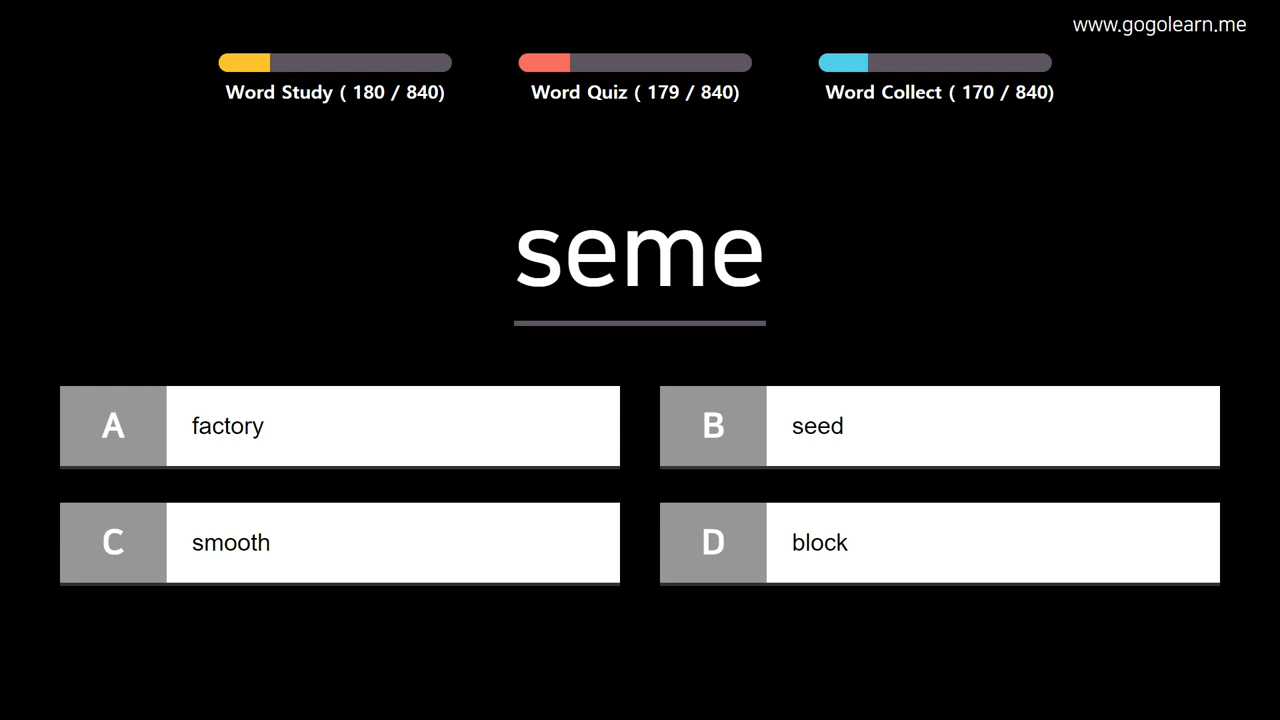 www.gogolearn.me
Word Study ( 180 / 840)
Word Quiz ( 179 / 840)
Word Collect ( 170 / 840)
seme
A factory
B seed
C smooth
D block